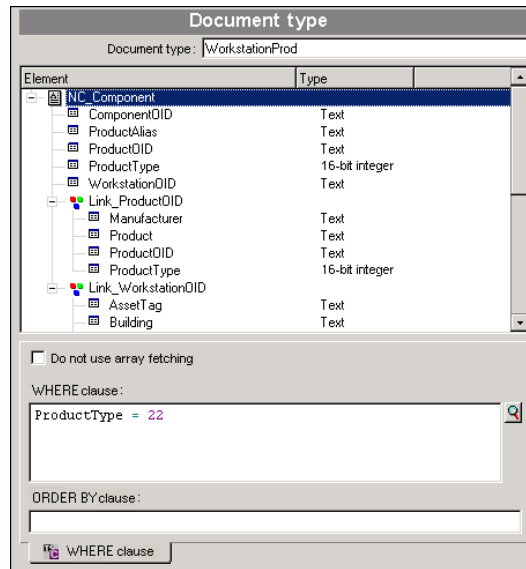 Document type
Document type: WorkstationProd
Element Type
NC_Component
ComponentOID Text
ProductAlias Text
ProductOID Text
ProductType 16-bit integer
WorkstationOID Text
Link_ProductOID
Manufacturer Text
Product Text
ProductOID Text
ProductType 16-bit integer
Link_WorkstationOID
AssetTag Text
Building Text
Do not use array fetching
WHERE clause:
ProductType = 22
ORDER BY clause:
WHERE clause